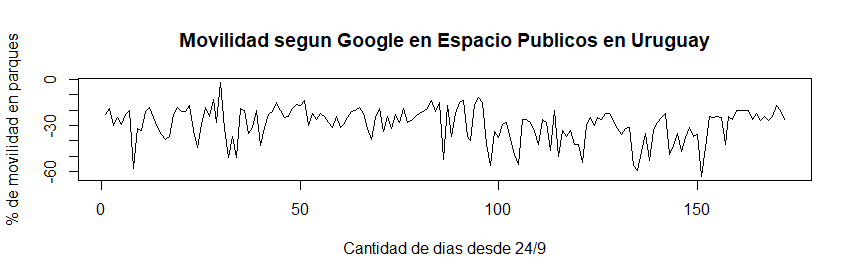 Movilidad segun Google en Espacio Publicos en Uruguay
% de movilidad en parques
-0
-30
-60
0
50
100
150
Cantidad de dias desde 24/9